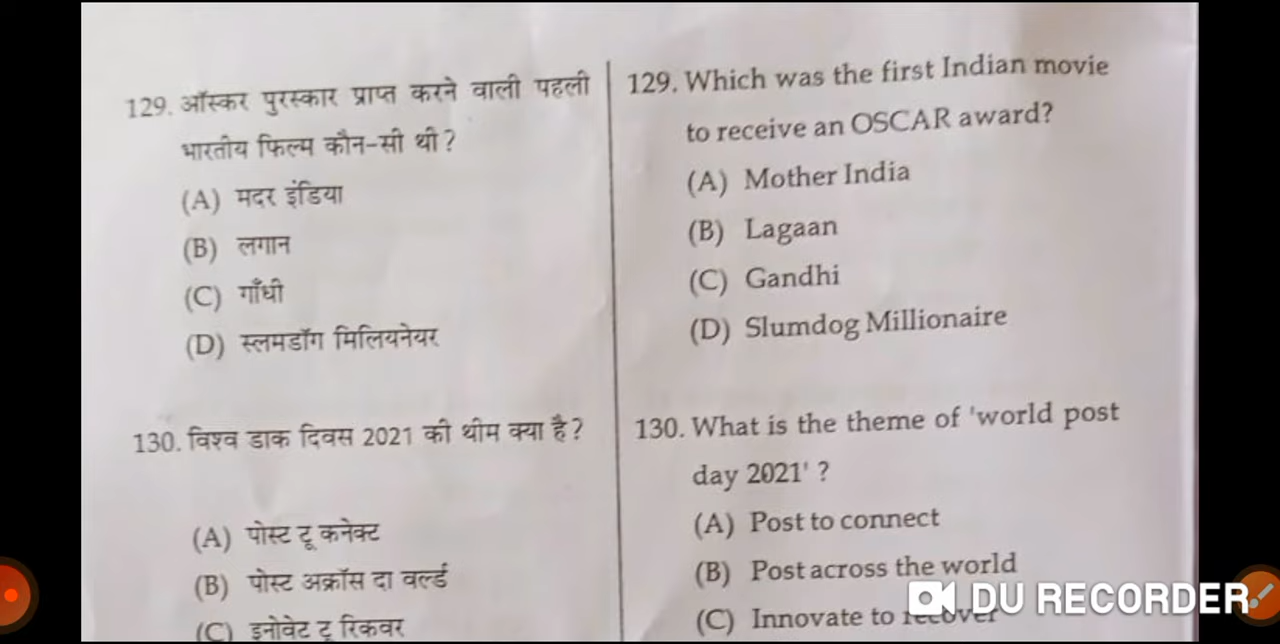 129. ऑस्कर पुरस्कार प्राप्त करने वाली पहली
भारतीय फिल्म कौन-सी थी ?
(A) मदर इंडिया
(B) लगान
(C) गाँधी
(D) स्लमडॉग मिलियनेयर
130. विश्व डाक दिवस 2021 की थीम क्या है ?
(A) पोस्ट टू कनेक्ट
(B) पोस्ट अक्रॉस दा वर्ल्ड
(C) इनोवेट टू रिकवर
129. Which was the first Indian movie
to receive an OSCAR award?
(A) Mother India
(B) Lagaan
(C) Gandhi
(D) Slumdog Millionaire
130. What is the theme of 'world post
day 2021' ?
(A) Post to connect
(B) Post across the world
(C) Innovate to recover
DU RECORDER